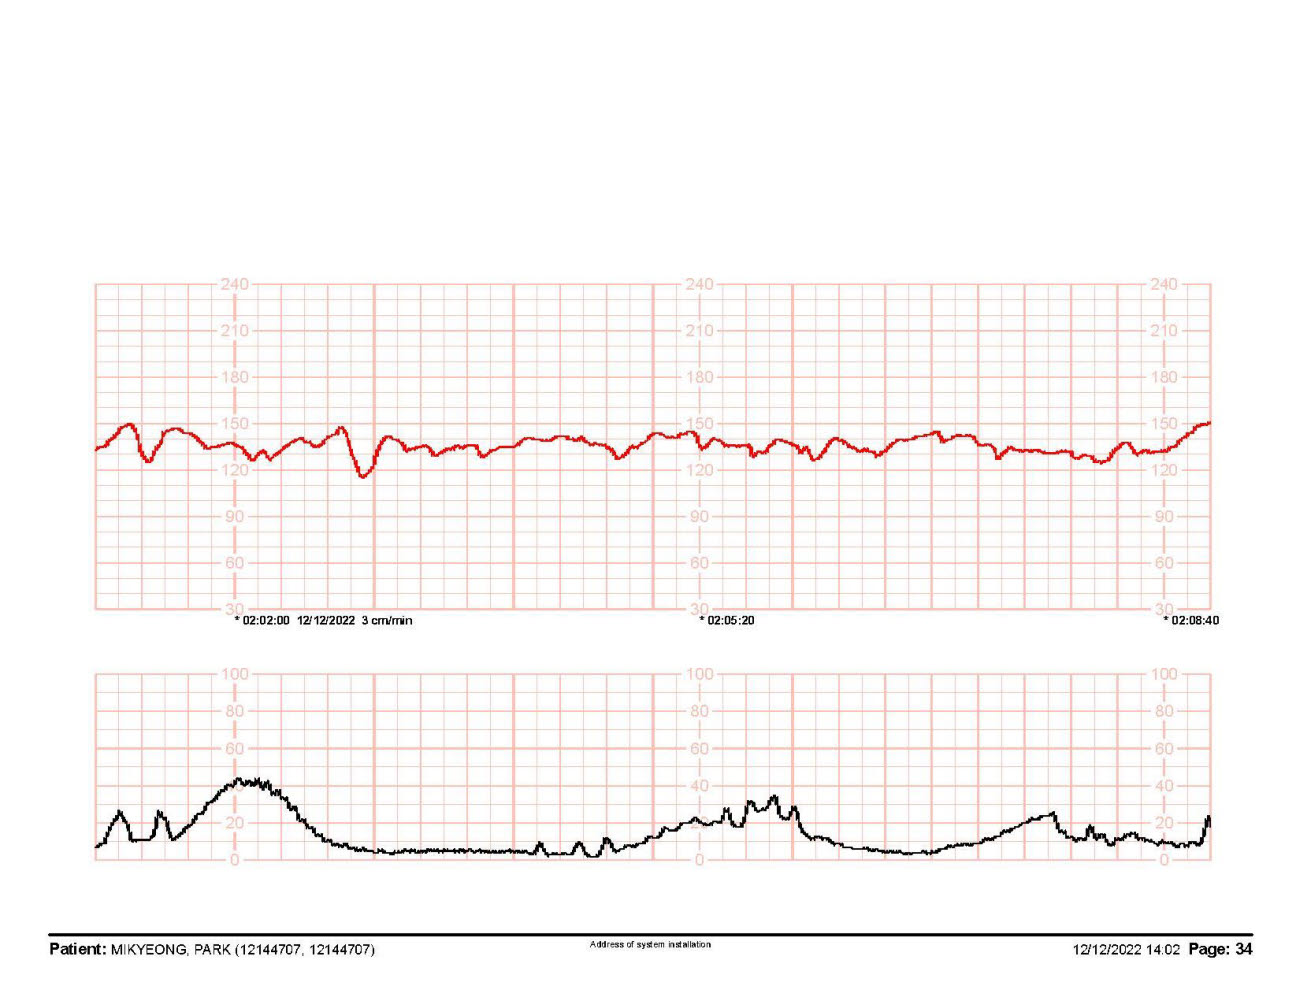 240 240 240
210 210 210
180 180 180
150 150 150
120 120 120
90 90 90
60 60 60
30 30 30
* 02:02:00 12/12/2022 3 cm/min * 02:05:20 * 02:08:40
100 100 100
80 80 80
60 60 60
40 40 40
20 20 20
0 0 0
Patient: MIKYEONG, PARK (12144707, 12144707) Address of system installation 12/12/2022 14:02 Page: 34